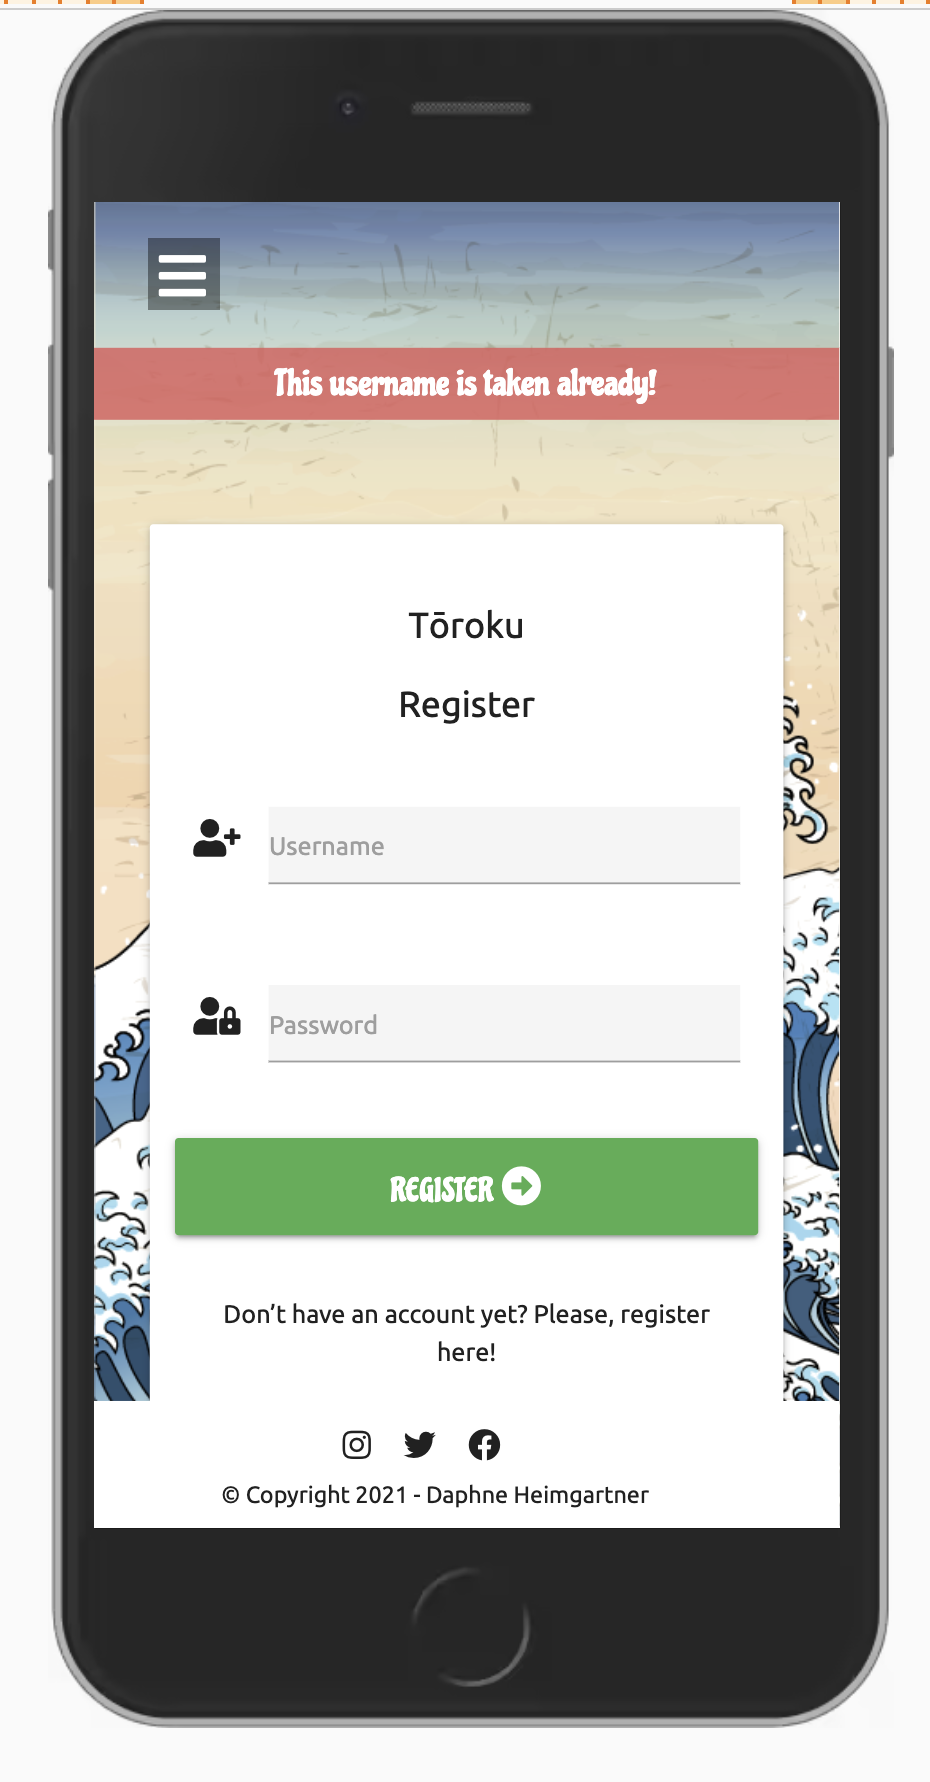 This username is taken already!
Tōroku
Register
Username
Password
REGISTER
Don’t have an account yet? Please, register
here!
© Copyright 2021 - Daphne Heimgartner